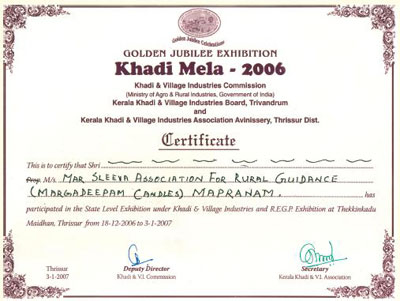 Golden Jubilee Celebrations
GOLDEN JUBILEE EXHIBITION
Khadi Mela - 2006
Khadi & Village Industries Commission
(Ministry of Agro & Rural Industries, Government of India)
Kerala Khadi & Village Industries Board, Trivandrum
and
Kerala Khadi & Village Industries Association Avinissery, Thrissur Dist.
Certificate
This is to certify that Shri
Prop. M/s. MAR SLEEVA ASSOCIATION FOR RURAL GUIDANCE
(MARGADEEPAM CANDLES) MAPRANAM. has
participated in the State Level Exhibition under Khadi & Village Industries and R.E.G.P. Exhibition at Thekkinkadu
Maidhan, Thrissur from 18-12-2006 to 3-1-2007
Thrissur Deputy Director Secretary
3-1-2007 Khadi & V.I. Commission Kerala Khadi & V.I. Association